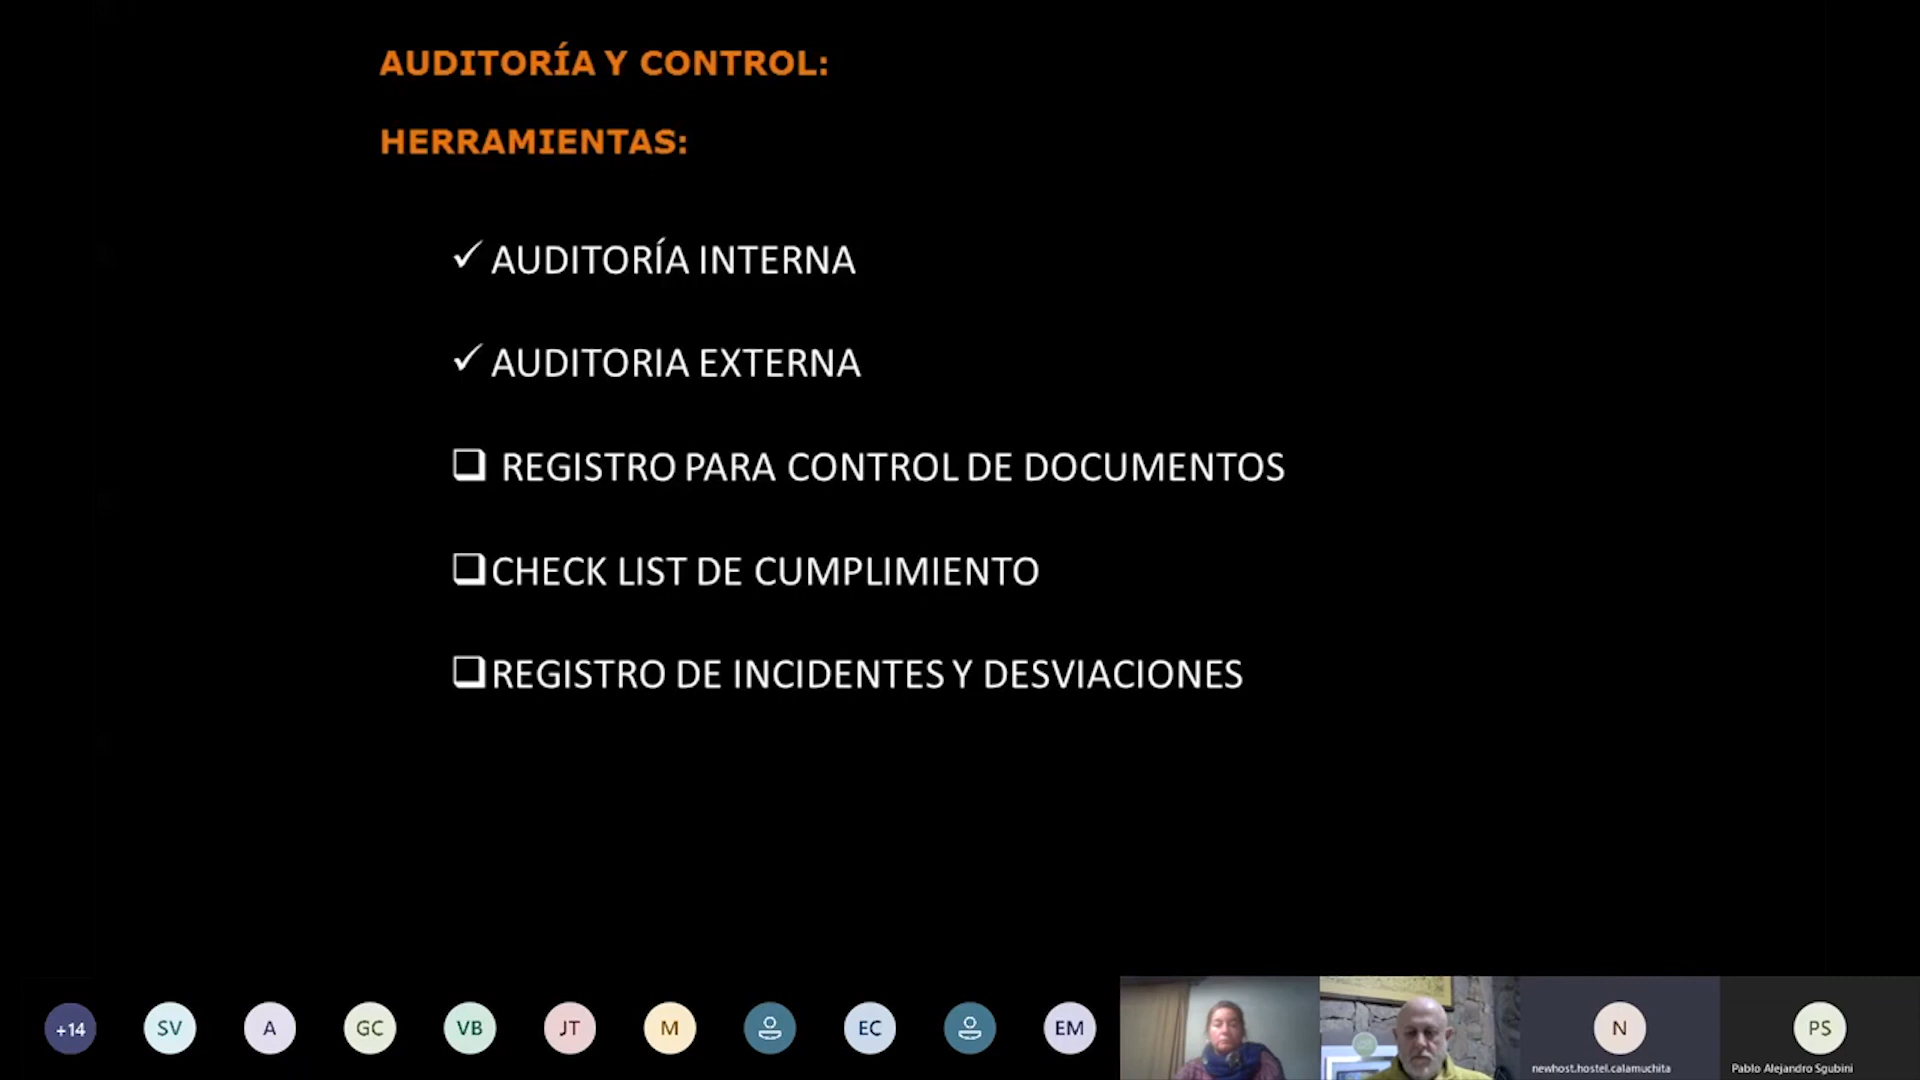 AUDITORÍA Y CONTROL:
HERRAMIENTAS:
AUDITORÍA INTERNA
AUDITORIA EXTERNA
REGISTRO PARA CONTROL DE DOCUMENTOS
CHECK LIST DE CUMPLIMIENTO
REGISTRO DE INCIDENTES Y DESVIACIONES
+14
SV
A
GC
VB
JT
M
EC
EM
N
newhost.hostel.calamuchita
PS
Pablo Alejandro Sgubini